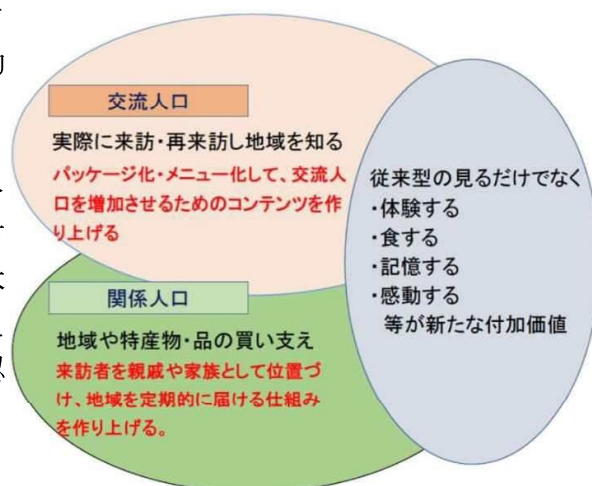 交流人口
実際に来訪・再来訪し地域を知る
パッケージ化・メニュー化して、交流人
口を増加させるためのコンテンツを作
り上げる
関係人口
地域や特産物・品の買い支え
来訪者を親戚や家族として位置づ
け、地域を定期的に届ける仕組み
を作り上げる。
従来型の見るだけでなく
・体験する
・食する
・記憶する
・感動する
等が新たな付加価値